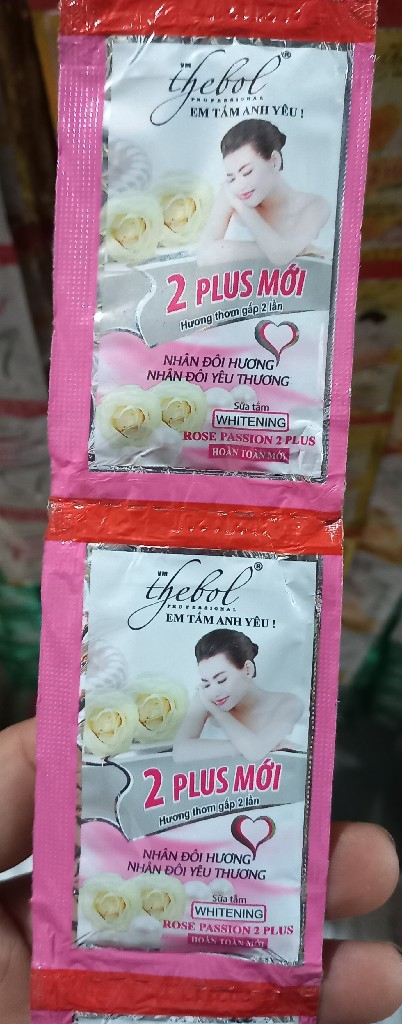 VM thebol®
PROFESSIONAL
EM TẮM ANH YÊU !
2 PLUS MỚI
Hương thơm gấp 2 lần
NHÂN ĐÔI HƯƠNG
NHÂN ĐÔI YÊU THƯƠNG
Sữa tắm
WHITENING
ROSE PASSION 2 PLUS
HOÀN TOÀN MỚI
VM thebol®
PROFESSIONAL
EM TẮM ANH YÊU !
2 PLUS MỚI
Hương thơm gấp 2 lần
NHÂN ĐÔI HƯƠNG
NHÂN ĐÔI YÊU THƯƠNG
Sữa tắm
WHITENING
ROSE PASSION 2 PLUS
HOÀN TOÀN MỚI